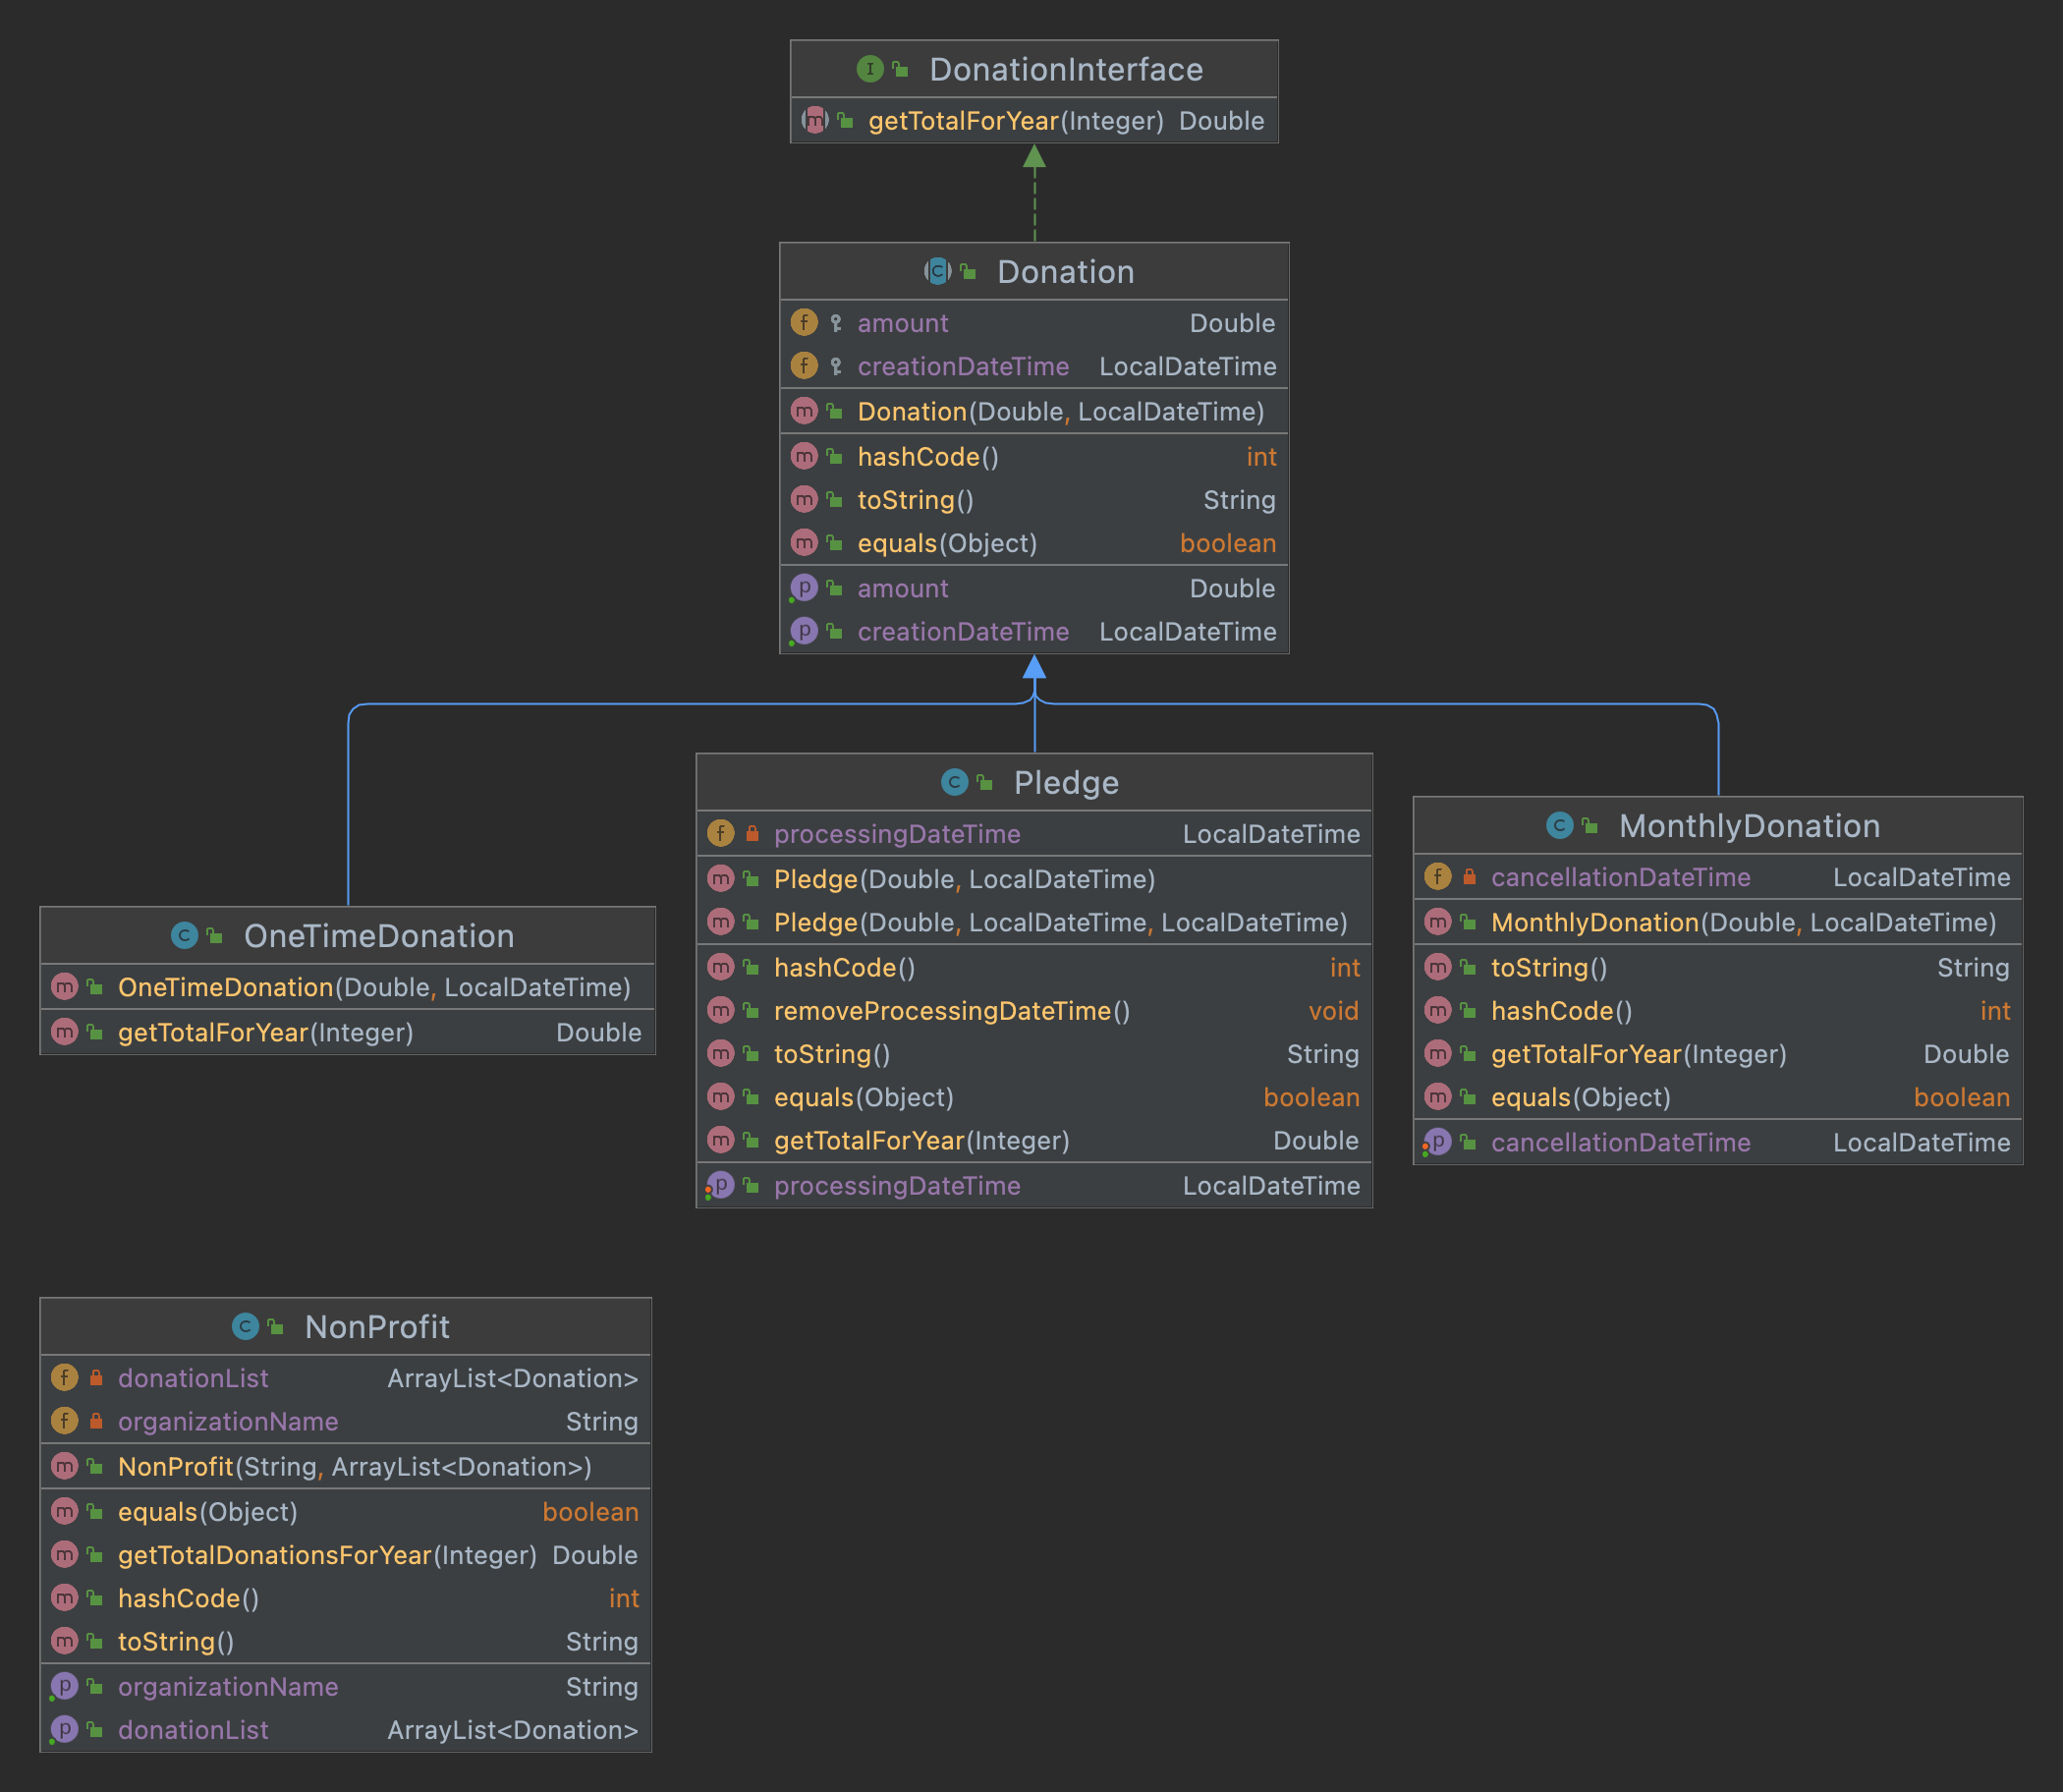 DonationInterface
getTotalForYear(Integer) Double
Donation
amount Double
creationDateTime LocalDateTime
Donation(Double, LocalDateTime)
hashCode() int
toString() String
equals(Object) boolean
amount Double
creationDateTime LocalDateTime
OneTimeDonation
OneTimeDonation(Double, LocalDateTime)
getTotalForYear(Integer) Double
Pledge
processingDateTime LocalDateTime
Pledge(Double, LocalDateTime)
Pledge(Double, LocalDateTime, LocalDateTime)
hashCode() int
removeProcessingDateTime() void
toString() String
equals(Object) boolean
getTotalForYear(Integer) Double
processingDateTime LocalDateTime
MonthlyDonation
cancellationDateTime LocalDateTime
MonthlyDonation(Double, LocalDateTime)
toString() String
hashCode() int
getTotalForYear(Integer) Double
equals(Object) boolean
cancellationDateTime LocalDateTime
NonProfit
donationList ArrayList<Donation>
organizationName String
NonProfit(String, ArrayList<Donation>)
equals(Object) boolean
getTotalDonationsForYear(Integer) Double
hashCode() int
toString() String
organizationName String
donationList ArrayList<Donation>